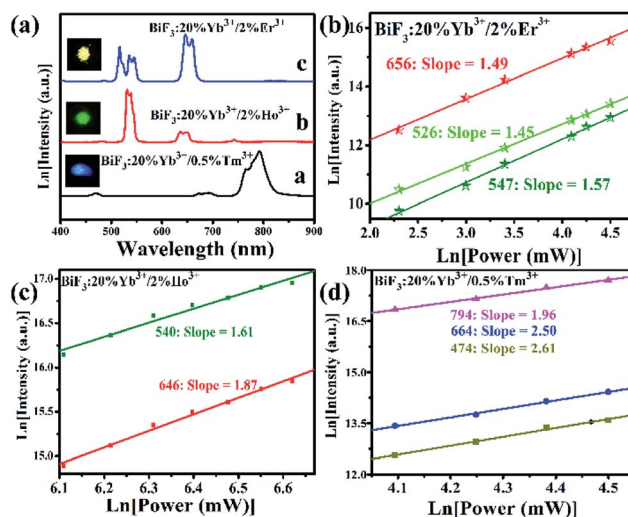 (a)
BiF₃:20%Yb³⁺/2%Er³⁺
c
BiF₃:20%Yb³⁺/2%Ho³⁺
b
BiF₃:20%Yb³⁺/0.5%Tm³⁺
a
Ln[Intensity (a.u.)]
400 500 600 700 800 900
Wavelength (nm)
(b)
BiF₃:20%Yb³⁺/2%Er³⁺
656: Slope = 1.49
526: Slope = 1.45
547: Slope = 1.57
Ln[Intensity (a.u.)]
16
14
12
10
2.0 2.5 3.0 3.5 4.0 4.5
Ln[Power (mW)]
(c)
BiF₃:20%Yb³⁺/2%Ho³⁺
540: Slope = 1.61
646: Slope = 1.87
Ln[Intensity (a.u.)]
17.0
16.5
16.0
15.5
15.0
6.1 6.2 6.3 6.4 6.5 6.6
Ln[Power (mW)]
(d)
BiF₃:20%Yb³⁺/0.5%Tm³⁺
794: Slope = 1.96
664: Slope = 2.50
474: Slope = 2.61
Ln[Intensity (a.u.)]
18.0
16.5
15.0
13.5
12.0
4.1 4.2 4.3 4.4 4.5
Ln[Power (mW)]